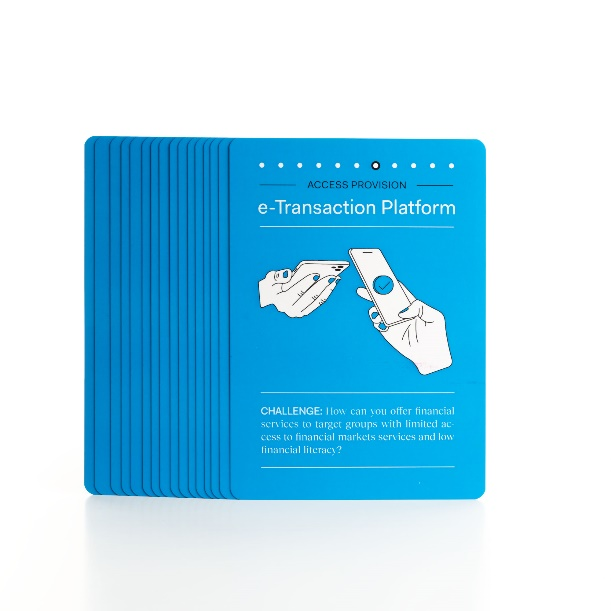 ACCESS PROVISION
e-Transaction Platform
CHALLENGE: How can you offer financial
services to target groups with limited ac-
cess to financial markets services and low
financial literacy?